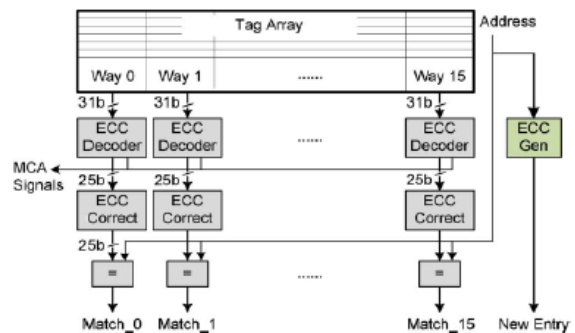 Tag Array
Address
Way 0 Way 1 ...... Way 15
31b 31b 31b
ECC Decoder ECC Decoder ...... ECC Decoder ECC Gen
MCA Signals
25b 25b 25b
ECC Correct ECC Correct ECC Correct
25b
= = ...... =
Match_0 Match_1 Match_15 New Entry